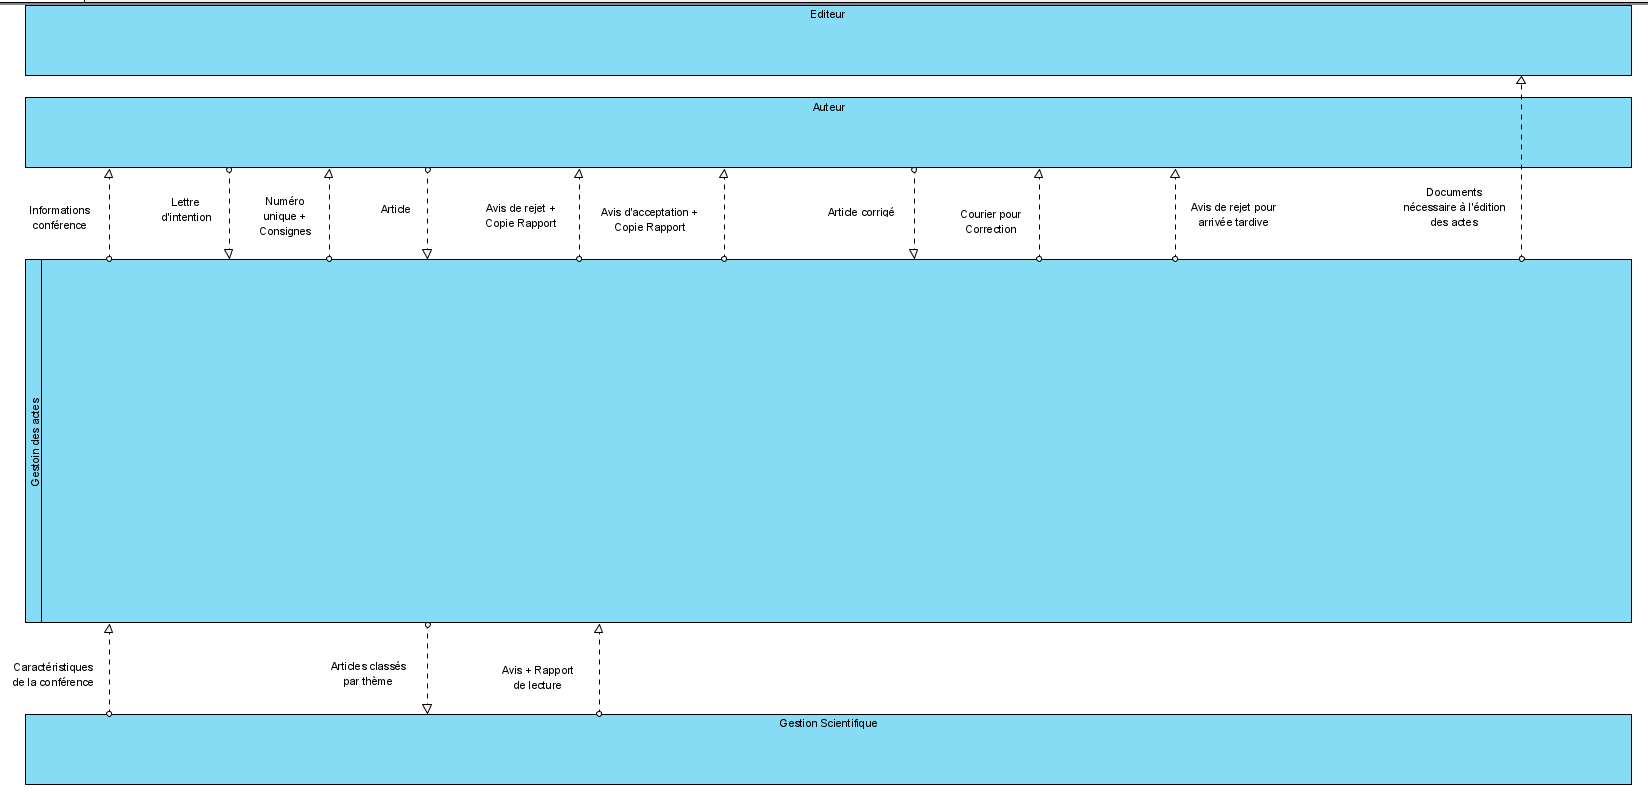 Editeur
Auteur
Informations
conférence
Lettre
d'intention
Numéro
unique +
Consignes
Article
Avis de rejet +
Copie Rapport
Avis d'acceptation +
Copie Rapport
Article corrigé
Courier pour
Correction
Avis de rejet pour
arrivée tardive
Documents
nécessaire à l'édition
des actes
Gestoin des actes
Caractéristiques
de la conférence
Articles classés
par thème
Avis + Rapport
de lecture
Gestion Scientifique